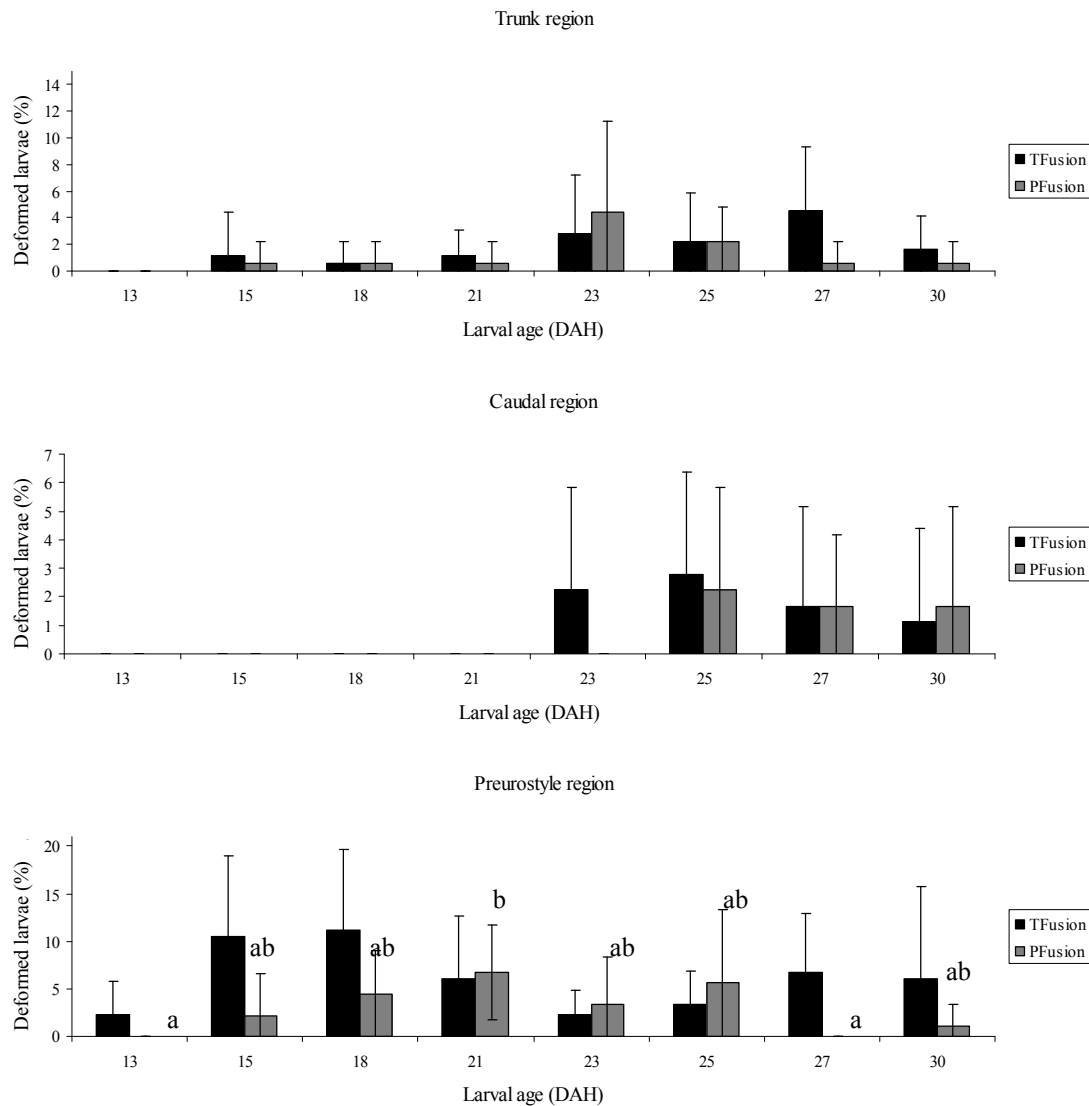 Trunk region
Deformed larvae (%)
14
12
10
8
6
4
2
0
13 15 18 21 23 25 27 30
Larval age (DAH)
TFusion
PFusion
Caudal region
Deformed larvae (%)
7
6
5
4
3
2
1
0
13 15 18 21 23 25 27 30
Larval age (DAH)
TFusion
PFusion
Preurostyle region
Deformed larvae (%)
20
15
10
5
0
a ab ab b ab ab a ab
13 15 18 21 23 25 27 30
Larval age (DAH)
TFusion
PFusion